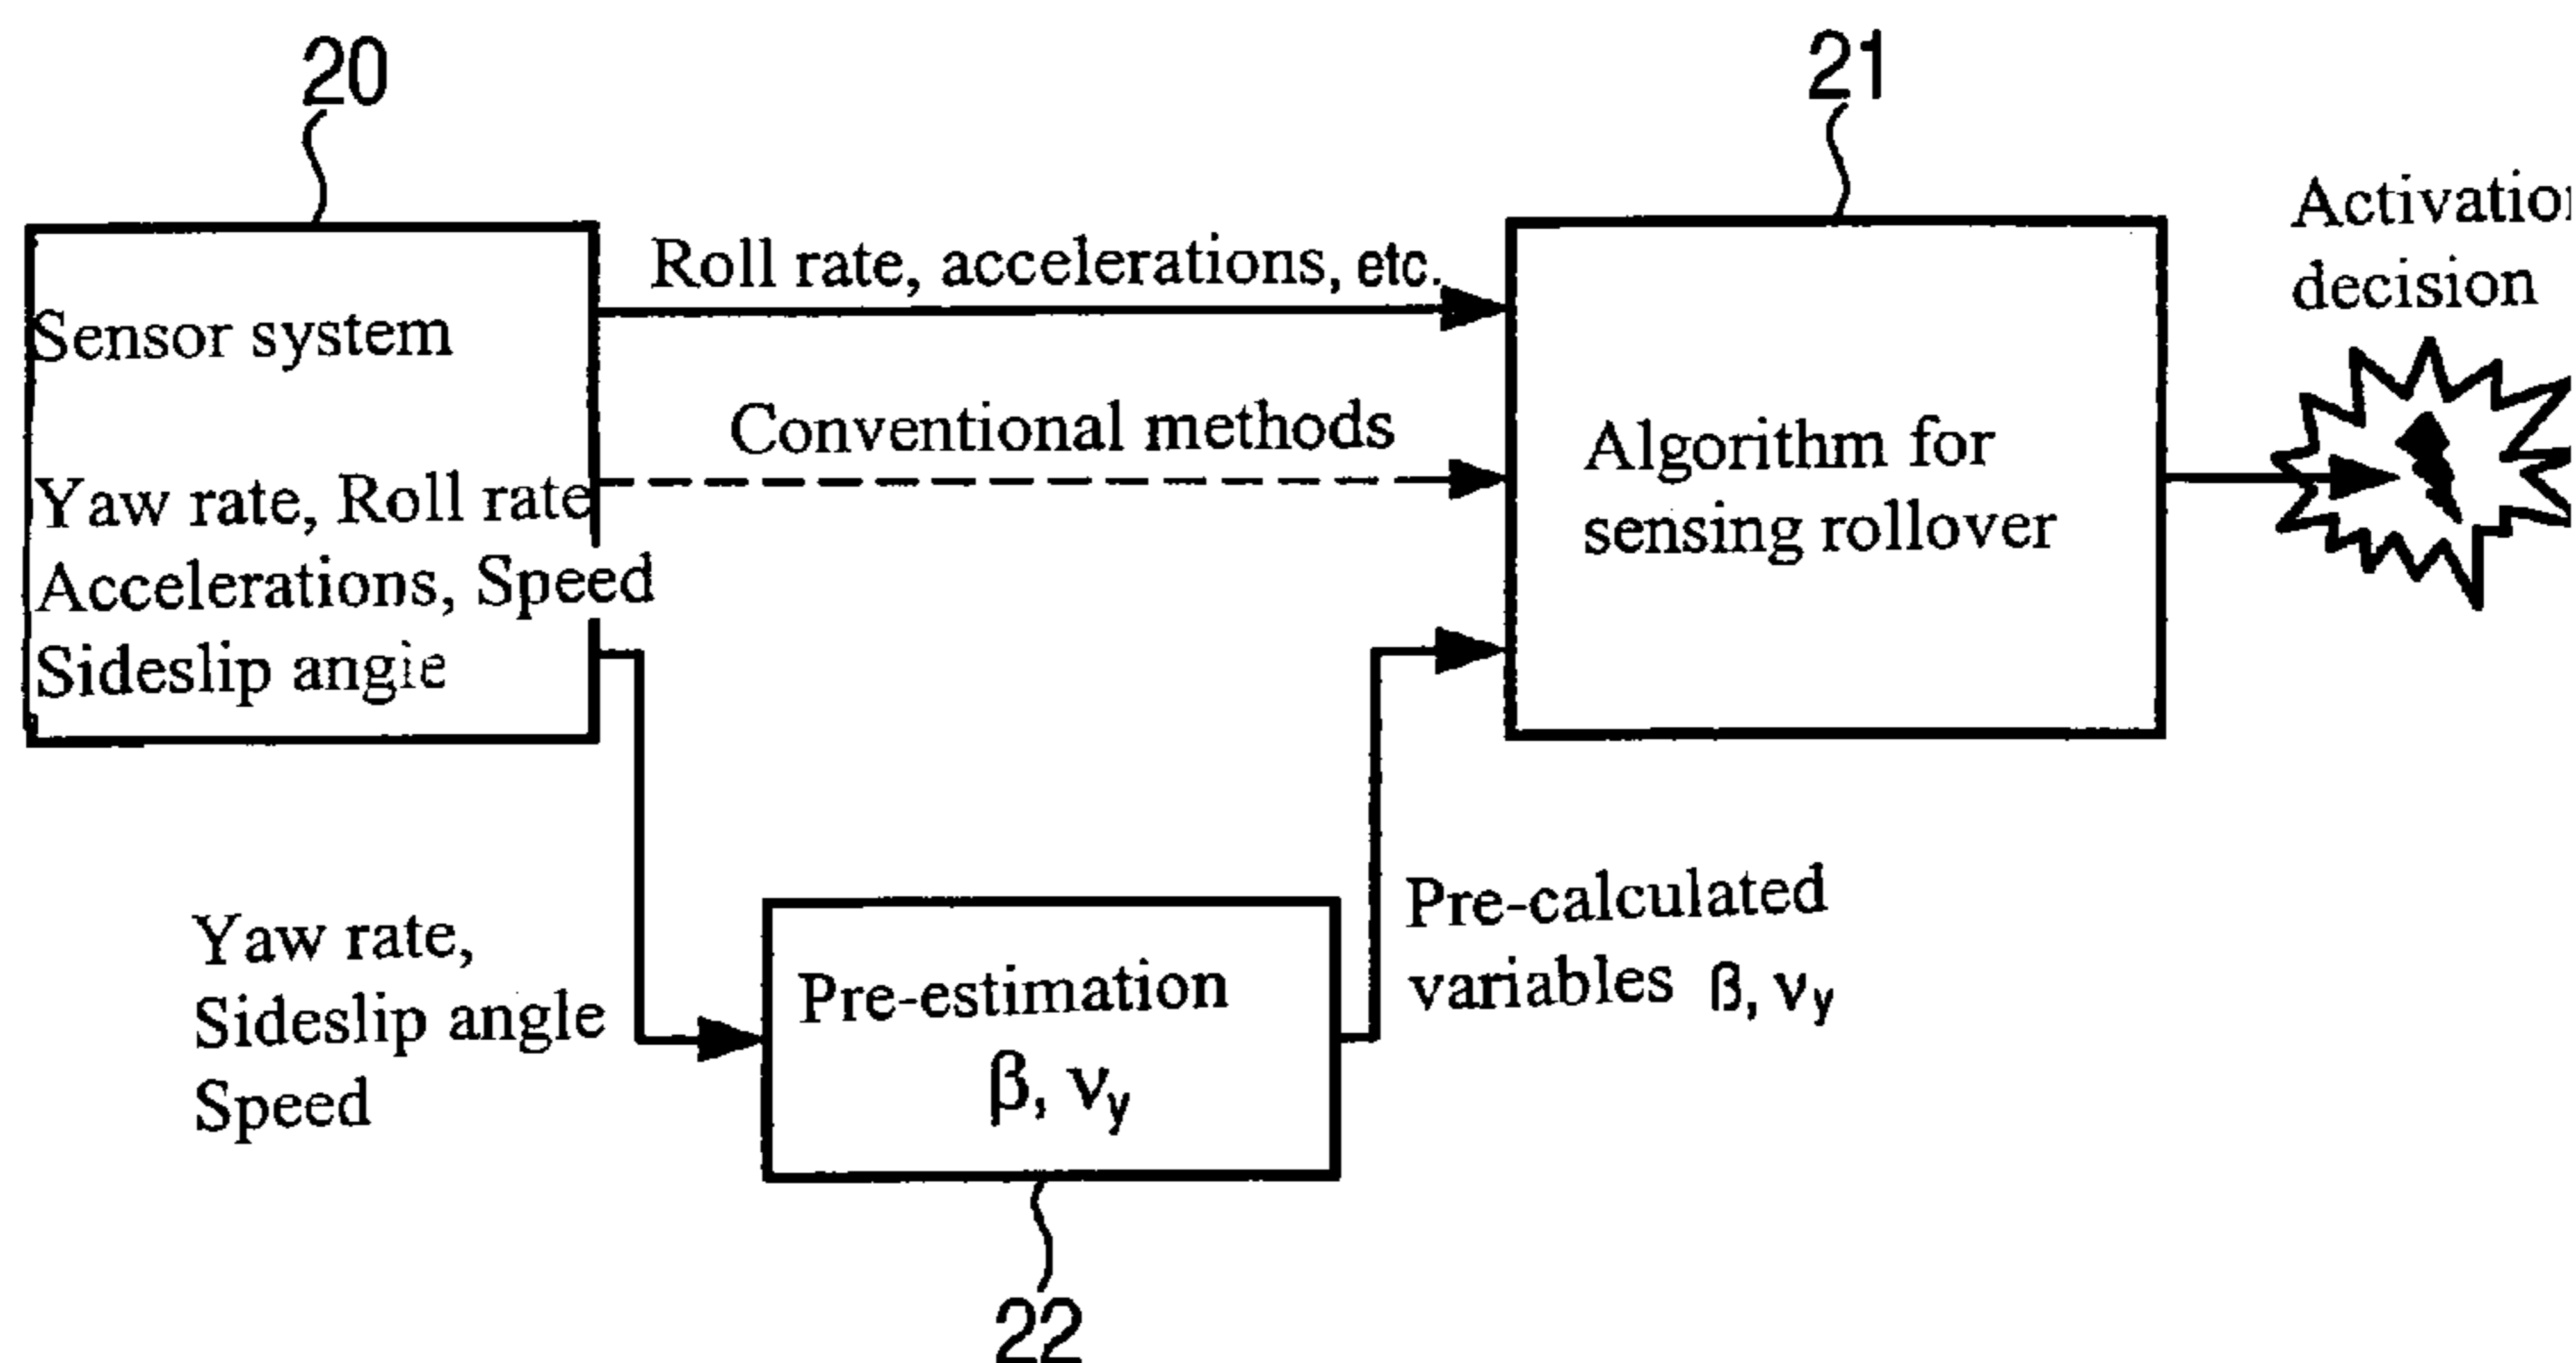 20
21
Activatio
decision
Roll rate, accelerations, etc.
Sensor system
Conventional methods
Yaw rate, Roll rate
Accelerations, Speed
Sideslip angle
Algorithm for
sensing rollover
Yaw rate,
Sideslip angle
Speed
Pre-estimation
β, νy
Pre-calculated
variables β, νy
22